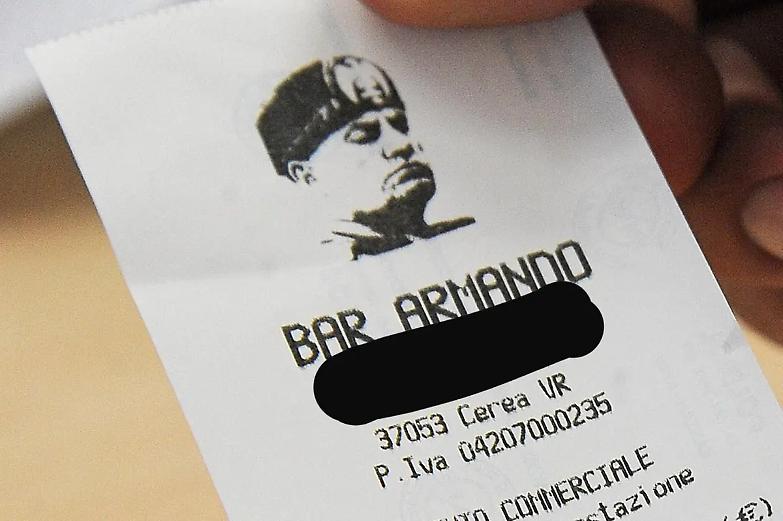 BAR ARMANDO
37053 Cerea VR
P.Iva 04207000235
COMMERCIALE
(€)